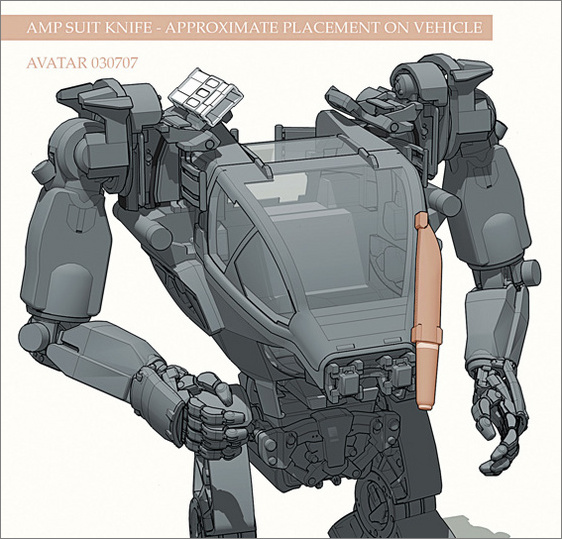 AMP SUIT KNIFE - APPROXIMATE PLACEMENT ON VEHICLE
AVATAR 030707